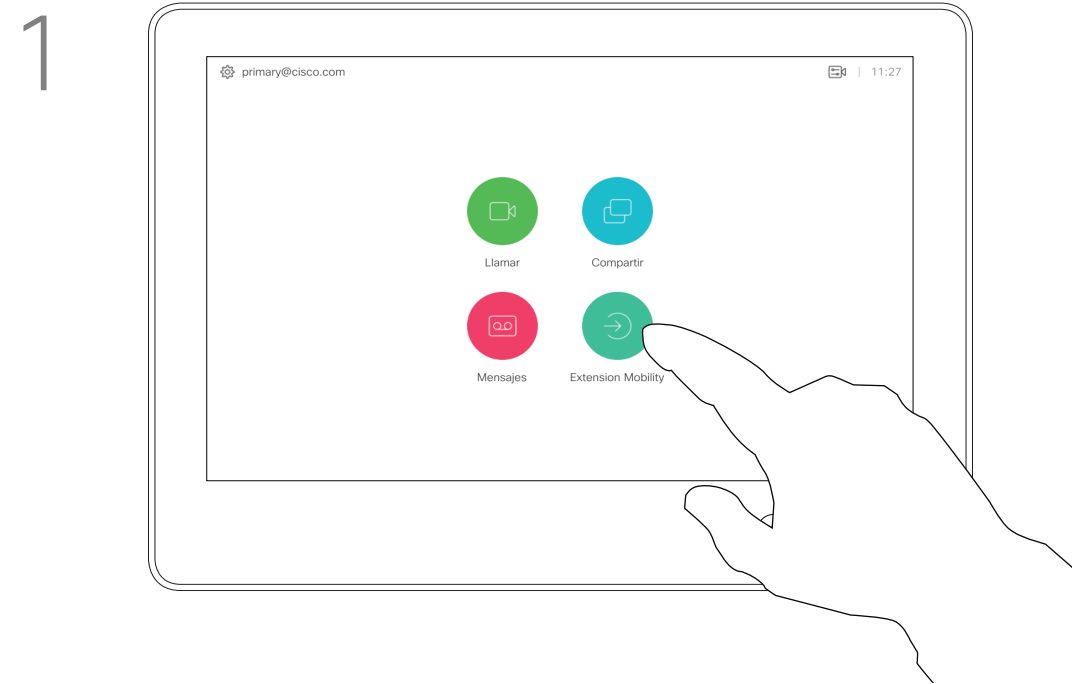 1
primary@cisco.com
11:27
Llamar
Compartir
Mensajes
Extension Mobility